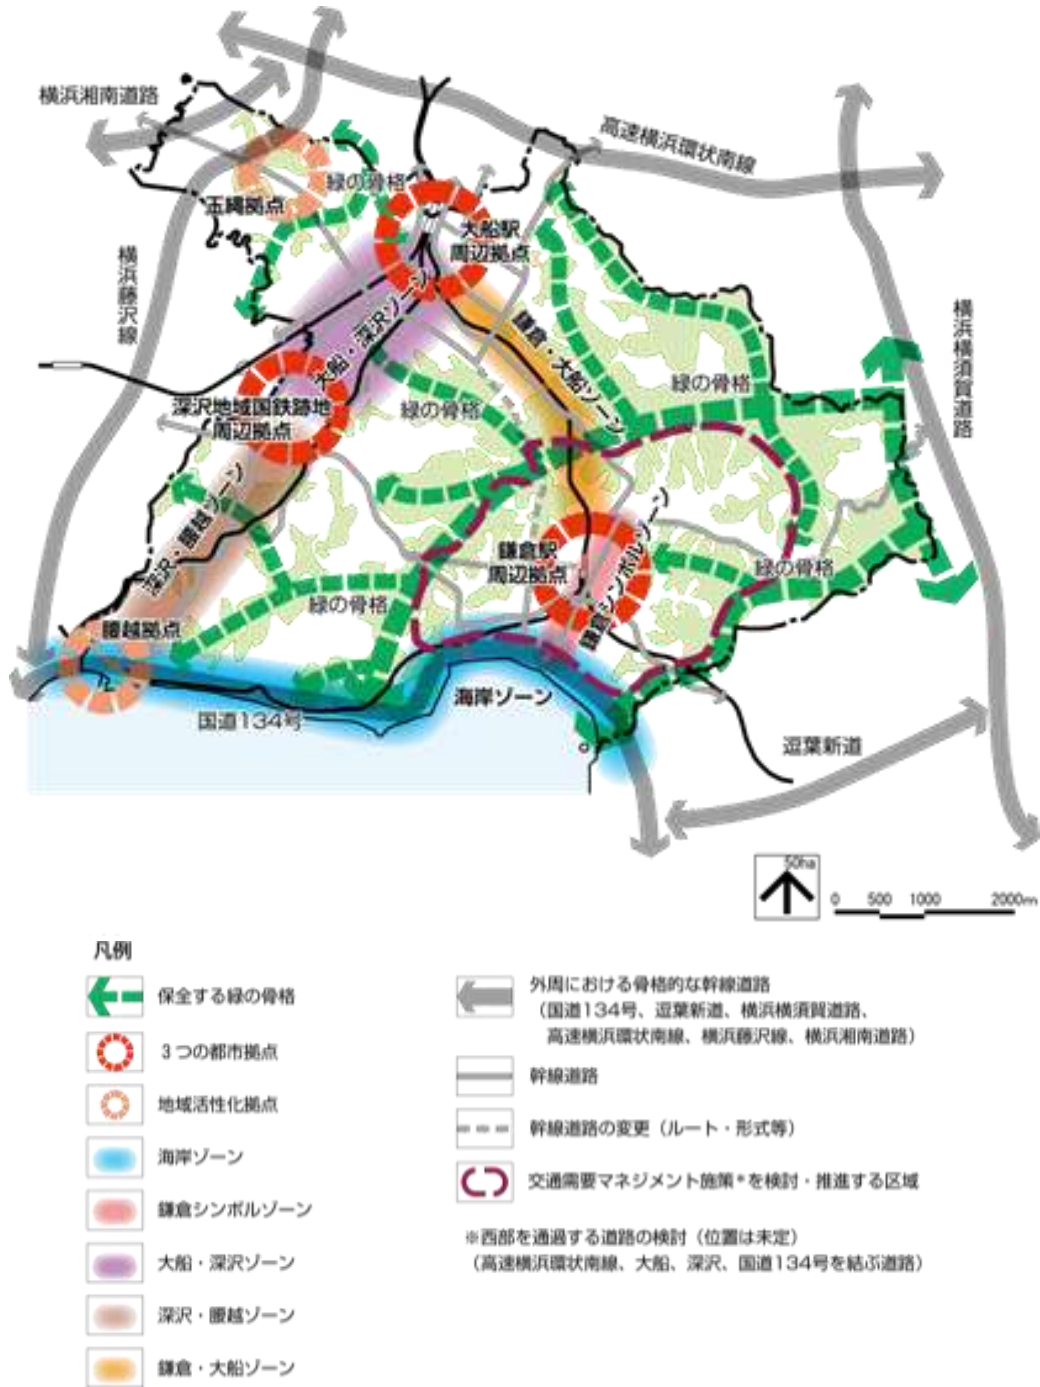 横浜湘南道路
高速横浜環状南線
緑の骨格
玉縄拠点
大船駅
周辺拠点
横浜藤沢線
大船・深沢ゾーン
鎌倉・大船ゾーン
横浜横須賀道路
緑の骨格
緑の骨格
深沢地域国鉄跡地
周辺拠点
深沢・腰越ゾーン
鎌倉駅
周辺拠点
鎌倉シンボルゾーン
緑の骨格
緑の骨格
腰越拠点
海岸ゾーン
国道134号
逗葉新道
50ha
0 500 1000 2000m
凡例
保全する緑の骨格
3つの都市拠点
地域活性化拠点
海岸ゾーン
鎌倉シンボルゾーン
大船・深沢ゾーン
深沢・腰越ゾーン
鎌倉・大船ゾーン
外周における骨格的な幹線道路
（国道134号、逗葉新道、横浜横須賀道路、
高速横浜環状南線、横浜藤沢線、横浜湘南道路）
幹線道路
幹線道路の変更（ルート・形式等）
交通需要マネジメント施策*を検討・推進する区域
※西部を通過する道路の検討（位置は未定）
（高速横浜環状南線、大船、深沢、国道134号を結ぶ道路）